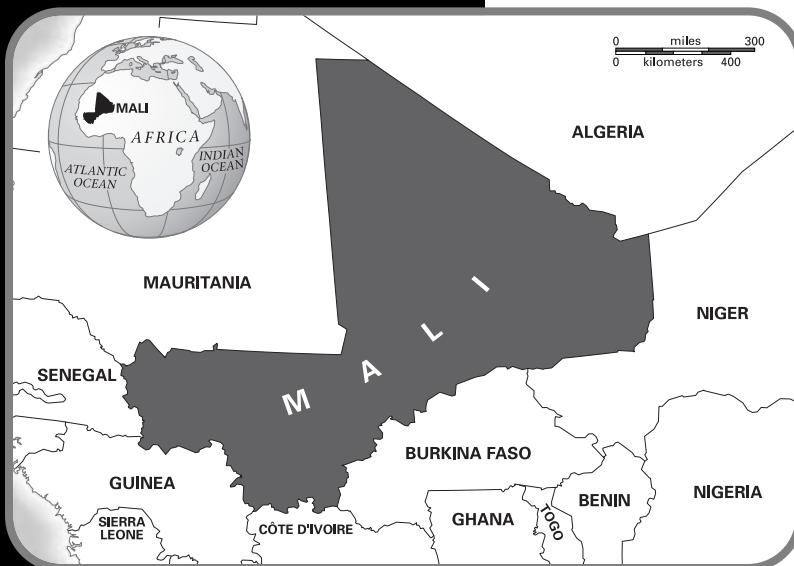 0 miles 300
0 kilometers 400
MALI
AFRICA
ATLANTIC
OCEAN
INDIAN
OCEAN
ALGERIA
MAURITANIA
NIGER
MALI
SENEGAL
BURKINA FASO
GUINEA
BENIN
NIGERIA
SIERRA
LEONE
CÔTE D'IVOIRE
GHANA
TOGO